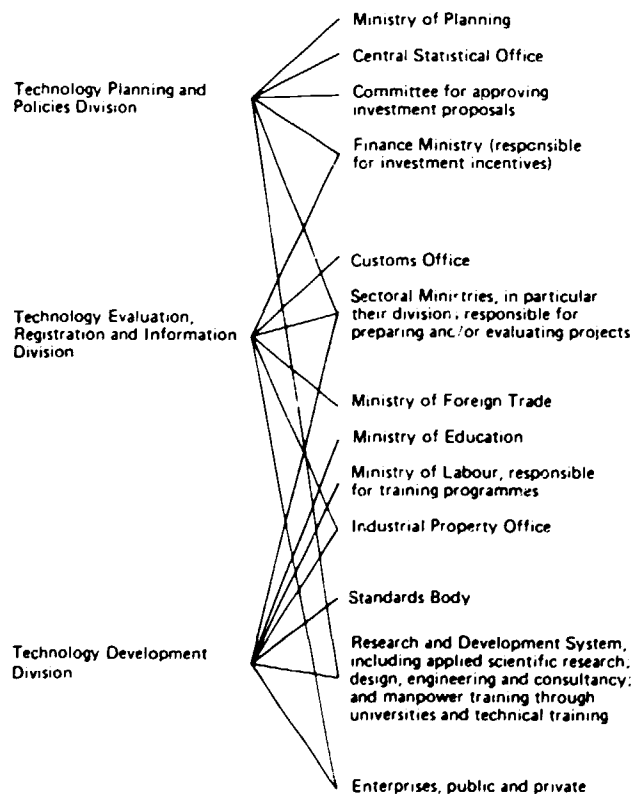 Ministry of Planning
Central Statistical Office
Technology Planning and
Policies Division
Committee for approving
investment proposals
Finance Ministry (responsible
for investment incentives)
Customs Office
Technology Evaluation,
Registration and Information
Division
Sectoral Ministries, in particular
their division; responsible for
preparing and/or evaluating projects
Ministry of Foreign Trade
Ministry of Education
Ministry of Labour, responsible
for training programmes
Industrial Property Office
Standards Body
Technology Development
Division
Research and Development System,
including applied scientific research,
design, engineering and consultancy;
and manpower training through
universities and technical training
Enterprises, public and private